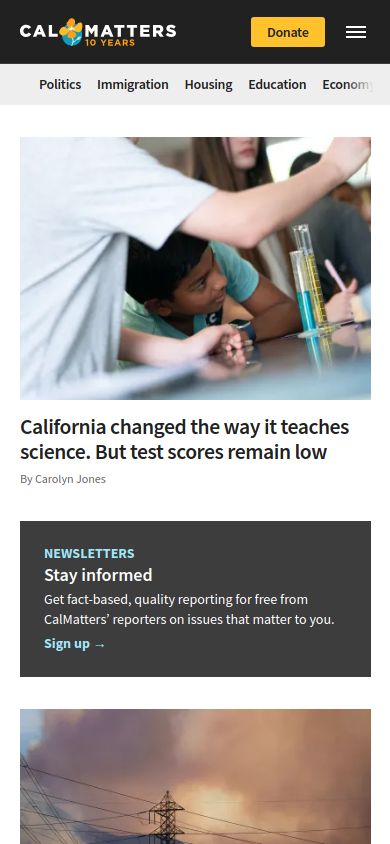 CALMATTERS
10 YEARS
Donate
Politics Immigration Housing Education Economy
California changed the way it teaches
science. But test scores remain low
By Carolyn Jones
NEWSLETTERS
Stay informed
Get fact-based, quality reporting for free from
CalMatters’ reporters on issues that matter to you.
Sign up →